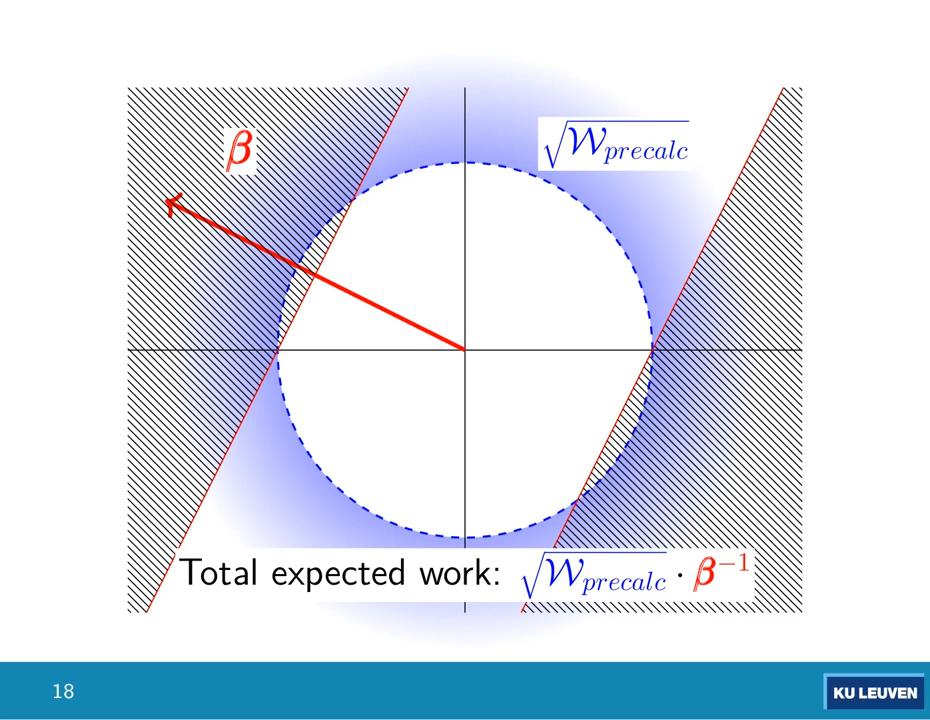 β
√𝒲_precalc
Total expected work: √𝒲_precalc · β⁻¹
18
KU LEUVEN